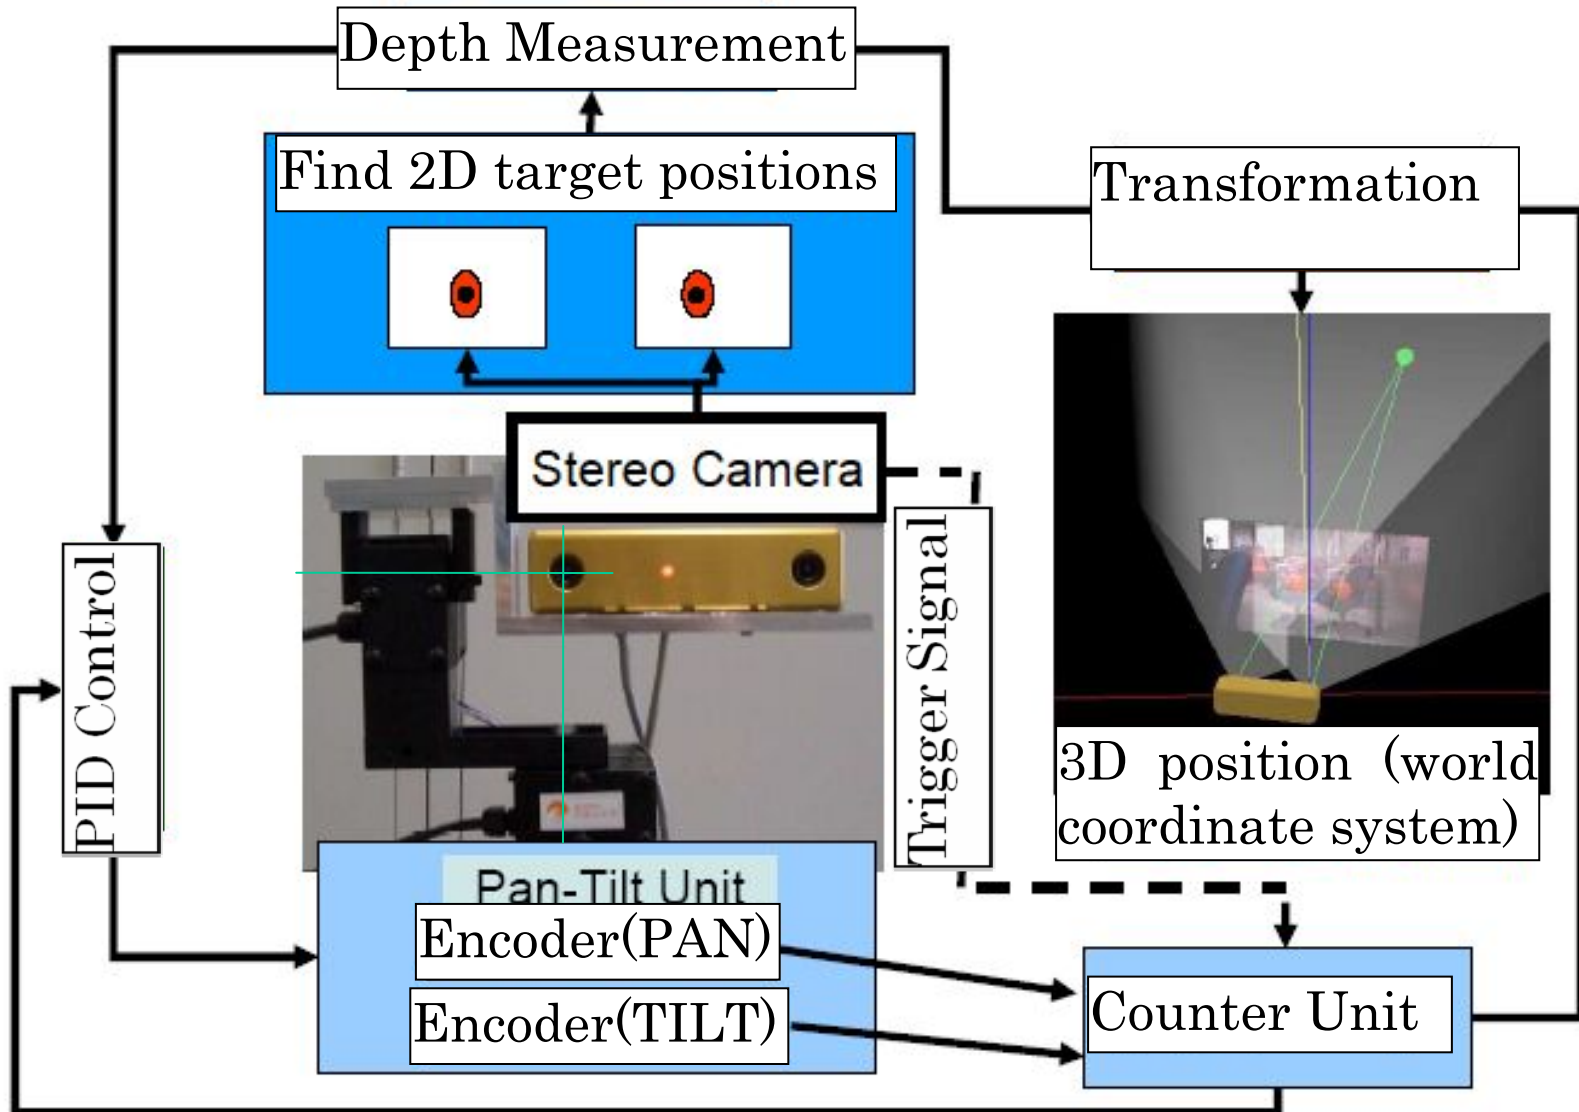 Depth Measurement
Find 2D target positions
Transformation
Stereo Camera
PID Control
Trigger Signal
3D position (world
coordinate system)
Pan-Tilt Unit
Encoder(PAN)
Encoder(TILT)
Counter Unit